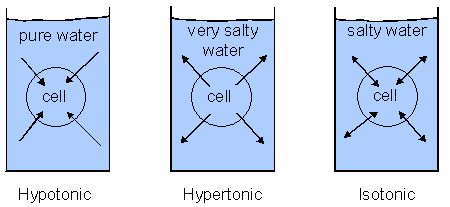 pure water
cell
Hypotonic
very salty
water
cell
Hypertonic
salty water
cell
Isotonic